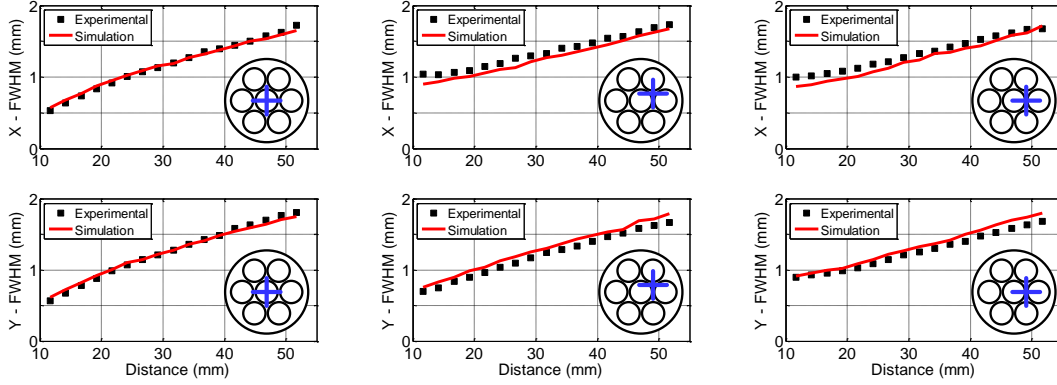 2
1
0
X - FWHM (mm)
Experimental
Simulation
10 20 30 40 50
2
1
0
X - FWHM (mm)
Experimental
Simulation
10 20 30 40 50
2
1
0
X - FWHM (mm)
Experimental
Simulation
10 20 30 40 50
2
1
0
Y - FWHM (mm)
Experimental
Simulation
10 20 30 40 50
Distance (mm)
2
1
0
Y - FWHM (mm)
Experimental
Simulation
10 20 30 40 50
Distance (mm)
2
1
0
Y - FWHM (mm)
Experimental
Simulation
10 20 30 40 50
Distance (mm)